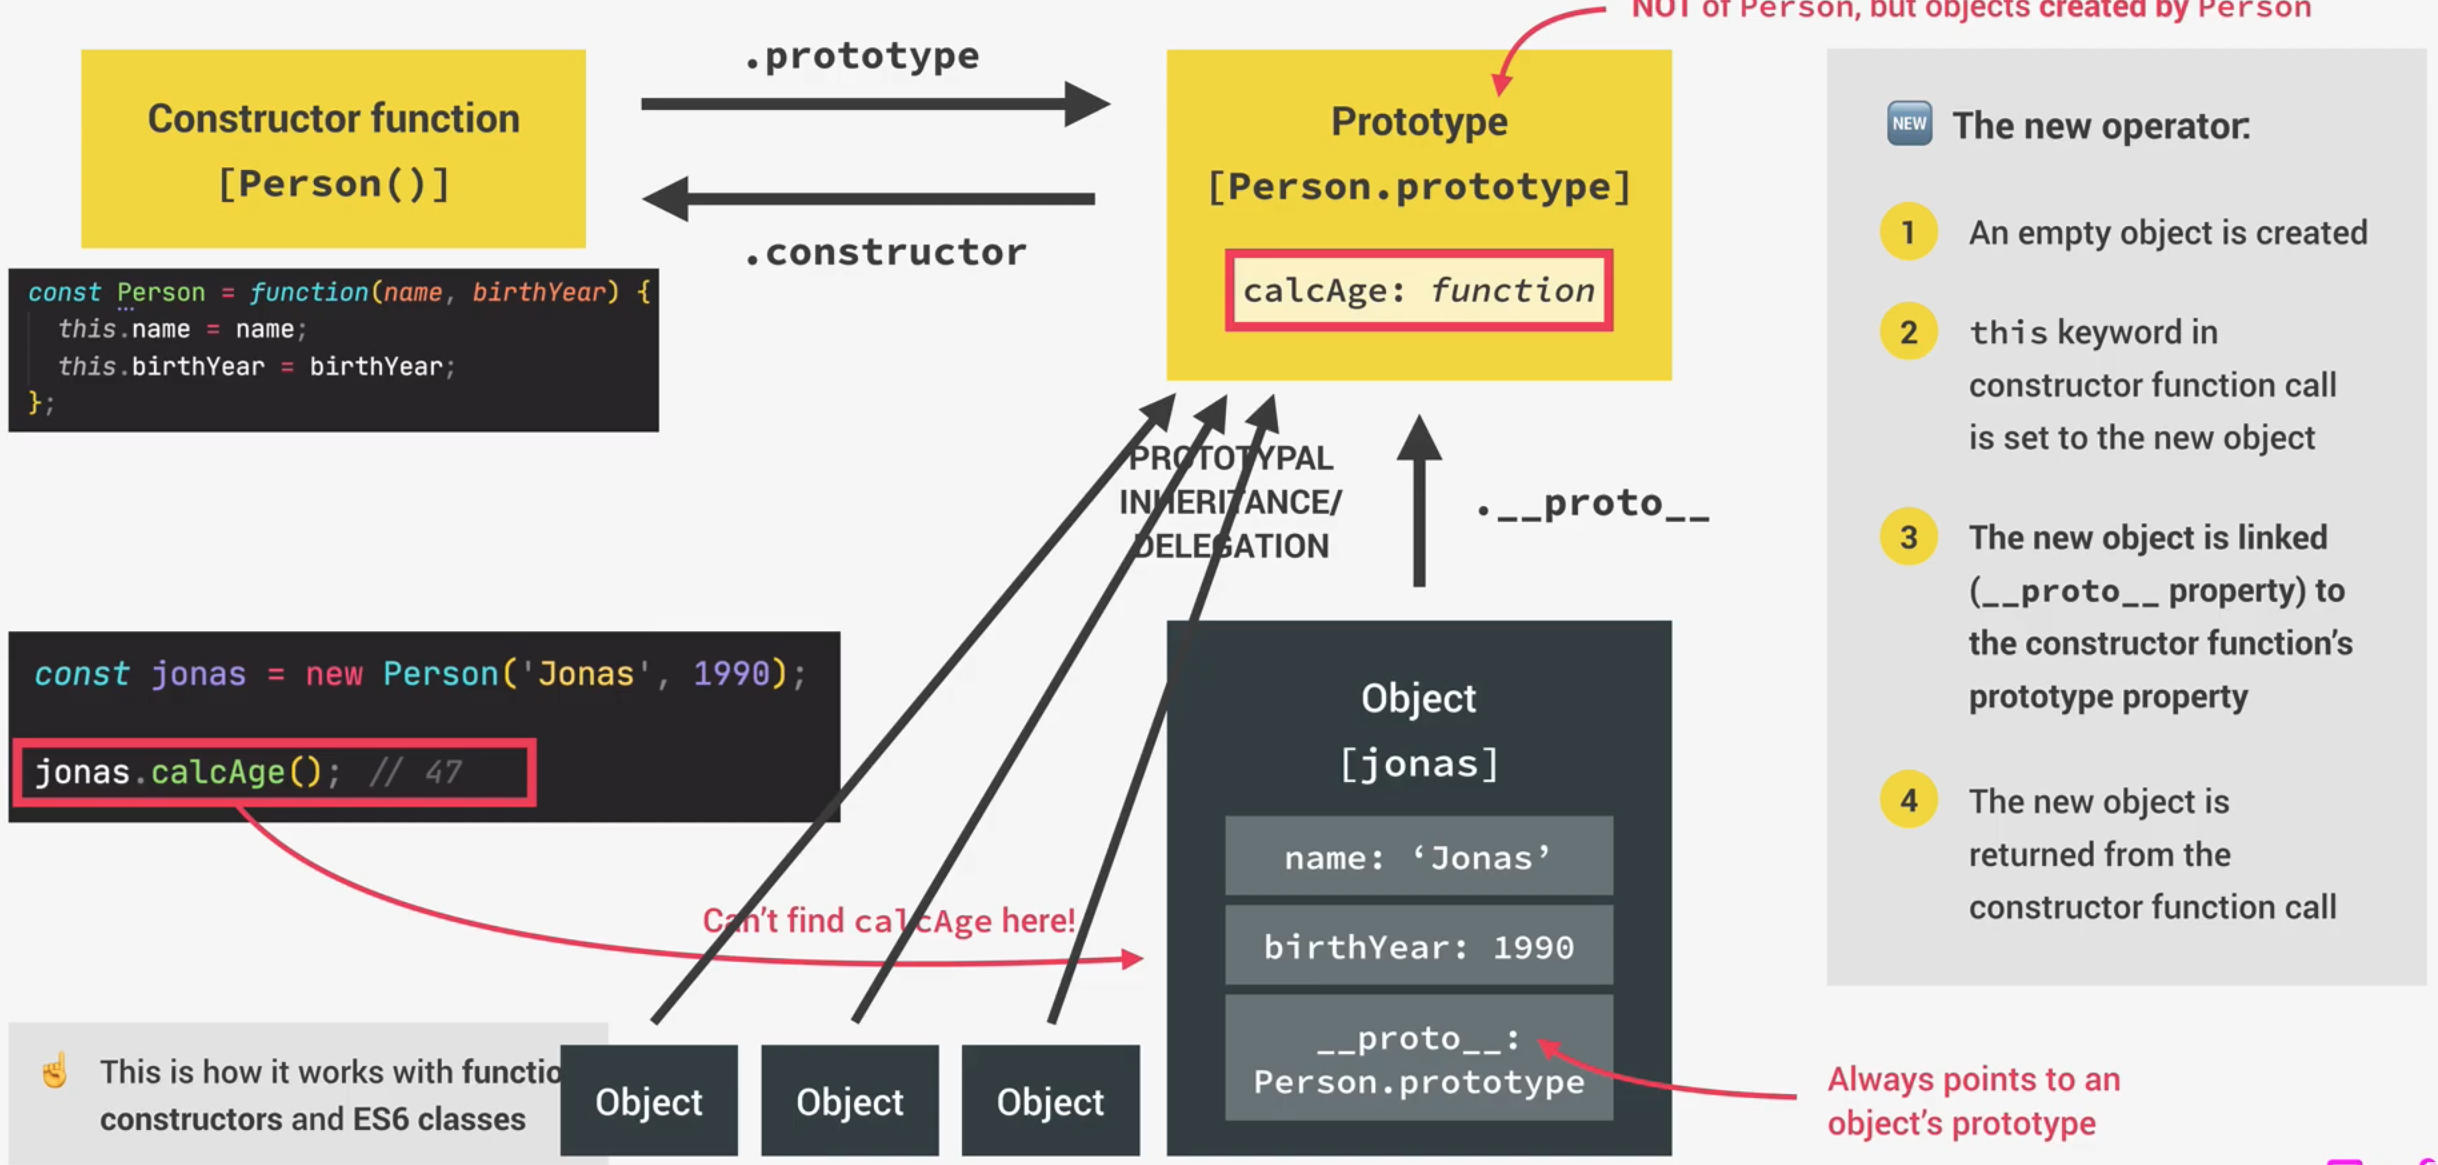 NOT of Person, but objects created by Person
Constructor function
[Person()]
.prototype
.constructor
Prototype
[Person.prototype]
calcAge: function
const Person = function(name, birthYear) {
this.name = name;
this.birthYear = birthYear;
};
PROTOTYPAL
INHERITANCE/
DELEGATION
.__proto__
const jonas = new Person('Jonas', 1990);
jonas.calcAge(); // 47
Can't find calcAge here!
Object
[jonas]
name: ‘Jonas’
birthYear: 1990
__proto__:
Person.prototype
This is how it works with functio
constructors and ES6 classes
Object
Object
Object
NEW The new operator:
1 An empty object is created
2 this keyword in
constructor function call
is set to the new object
3 The new object is linked
(__proto__ property) to
the constructor function’s
prototype property
4 The new object is
returned from the
constructor function call
Always points to an
object’s prototype